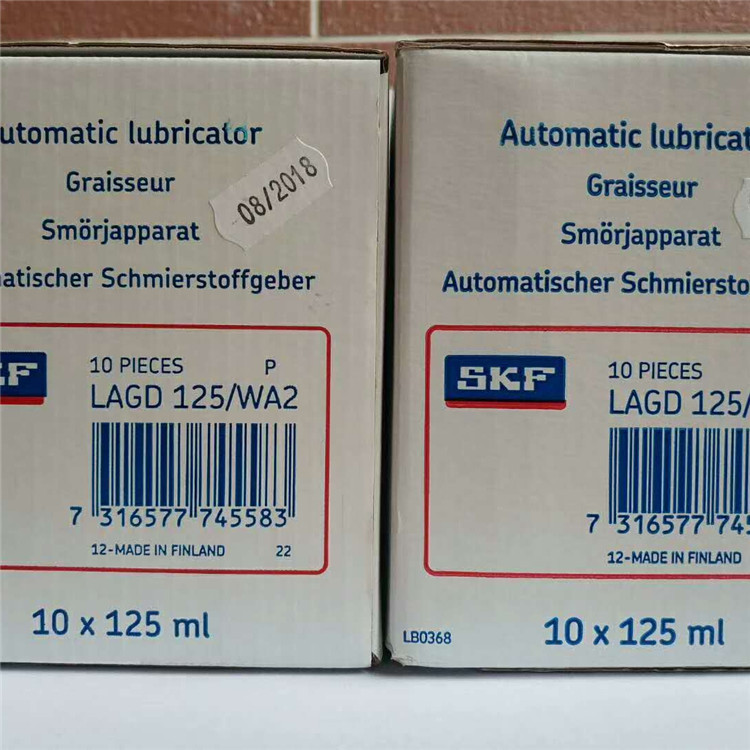 utomatic lubricator
Graisseur
Smörjapparat
atischer Schmierstoffgeber
08/2018
KF
10 PIECES P
LAGD 125/WA2
7 316577 745583
12-MADE IN FINLAND 22
10 x 125 ml
Automatic lubricat
Graisseur
Smörjapparat
Automatischer Schmiersto
SKF
10 PIECES
LAGD 125/
7 316577 745
12-MADE IN FINLAND
LB0368
10 x 125 ml